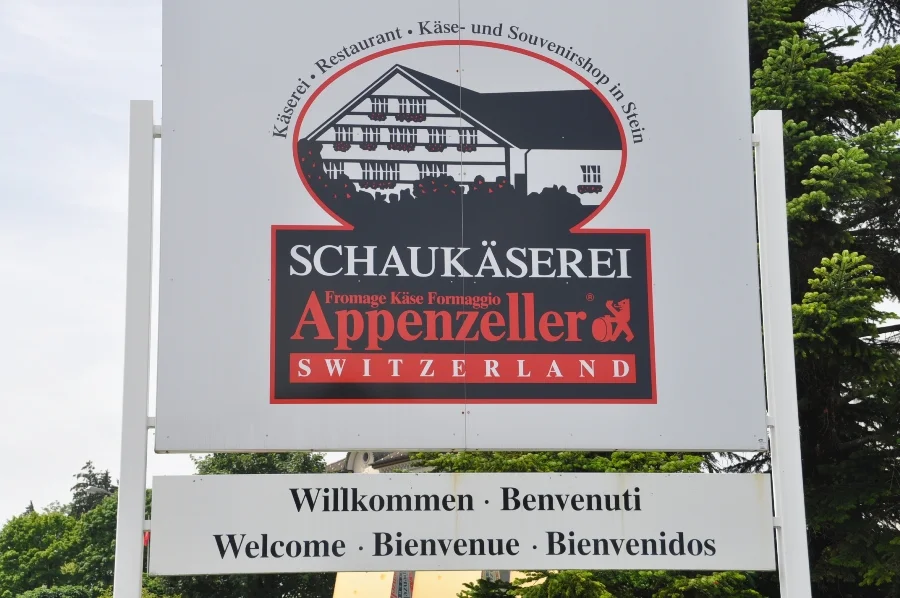 Käserei · Restaurant · Käse- und Souvenirshop in Stein
SCHAUKÄSEREI
Fromage Käse Formaggio
Appenzeller®
SWITZERLAND
Willkommen · Benvenuti
Welcome · Bienvenue · Bienvenidos